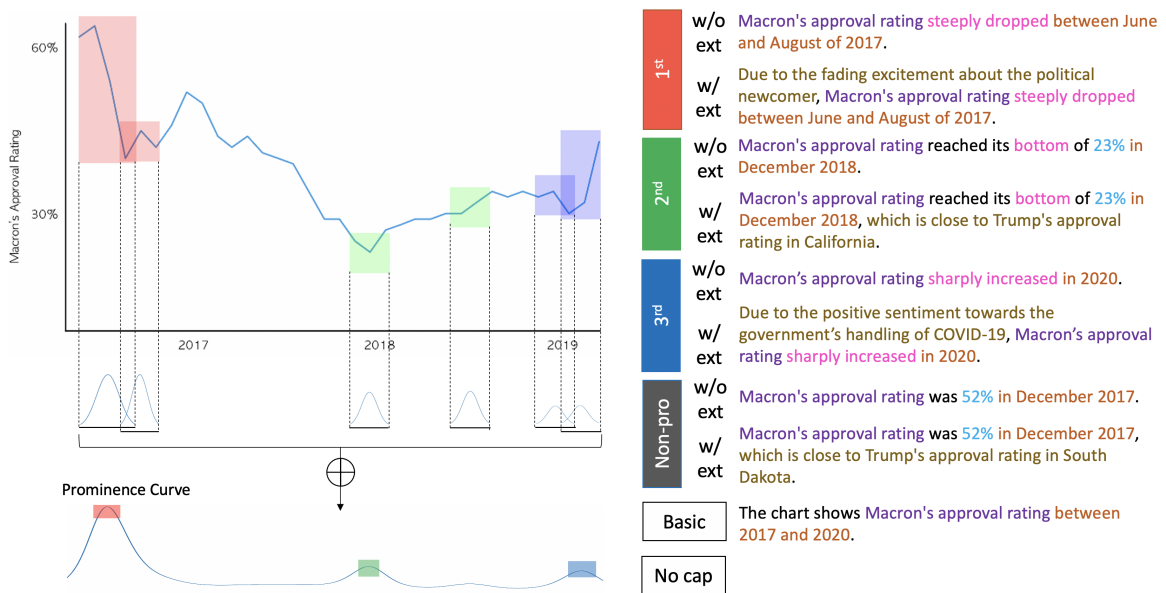 60%
30%
Macron's Approval Rating
2017
2018
2019
Prominence Curve
1st
w/o
ext
Macron's approval rating steeply dropped between June
and August of 2017.
w/
ext
Due to the fading excitement about the political
newcomer, Macron's approval rating steeply dropped
between June and August of 2017.
2nd
w/o
ext
Macron's approval rating reached its bottom of 23% in
December 2018.
w/
ext
Macron's approval rating reached its bottom of 23% in
December 2018, which is close to Trump's approval
rating in California.
3rd
w/o
ext
Macron’s approval rating sharply increased in 2020.
w/
ext
Due to the positive sentiment towards the
government’s handling of COVID-19, Macron’s approval
rating sharply increased in 2020.
Non-pro
w/o
ext
Macron's approval rating was 52% in December 2017.
w/
ext
Macron's approval rating was 52% in December 2017,
which is close to Trump's approval rating in South
Dakota.
Basic
The chart shows Macron's approval rating between
2017 and 2020.
No cap